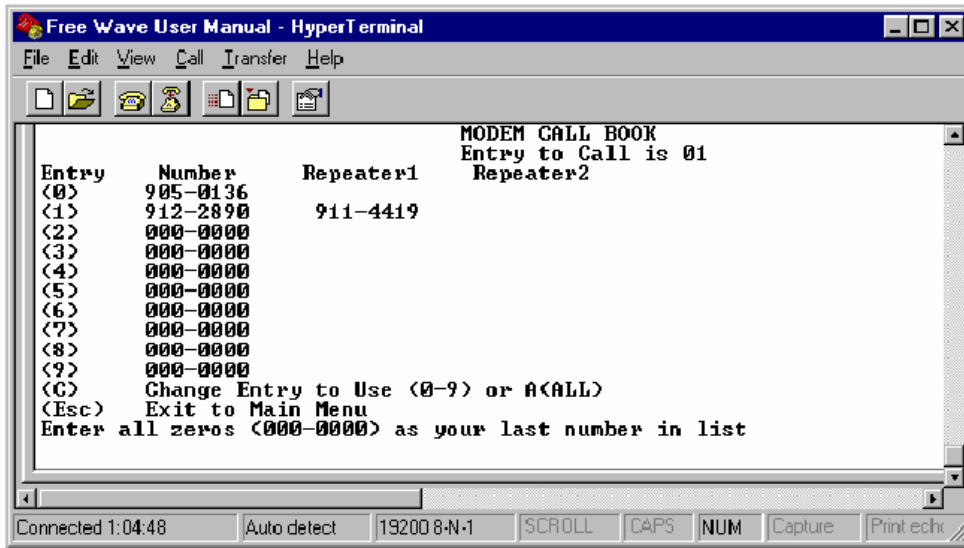 Free Wave User Manual - HyperTerminal
File Edit View Call Transfer Help
MODEM CALL BOOK
Entry to Call is 01
Entry Number Repeater1 Repeater2
(0) 905-0136
(1) 912-2890 911-4419
(2) 000-0000
(3) 000-0000
(4) 000-0000
(5) 000-0000
(6) 000-0000
(7) 000-0000
(8) 000-0000
(9) 000-0000
(C) Change Entry to Use (0-9) or A(ALL)
(Esc) Exit to Main Menu
Enter all zeros (000-0000) as your last number in list
Connected 1:04:48 Auto detect 19200 8-N-1 SCROLL CAPS NUM Capture Print echo